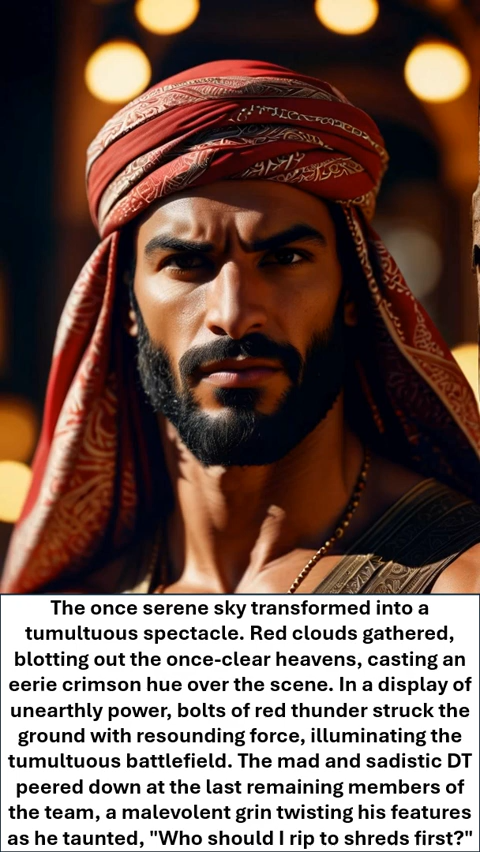 The once serene sky transformed into a
tumultuous spectacle. Red clouds gathered,
blotting out the once-clear heavens, casting an
eerie crimson hue over the scene. In a display of
unearthly power, bolts of red thunder struck the
ground with resounding force, illuminating the
tumultuous battlefield. The mad and sadistic DT
peered down at the last remaining members of
the team, a malevolent grin twisting his features
as he taunted, "Who should I rip to shreds first?"